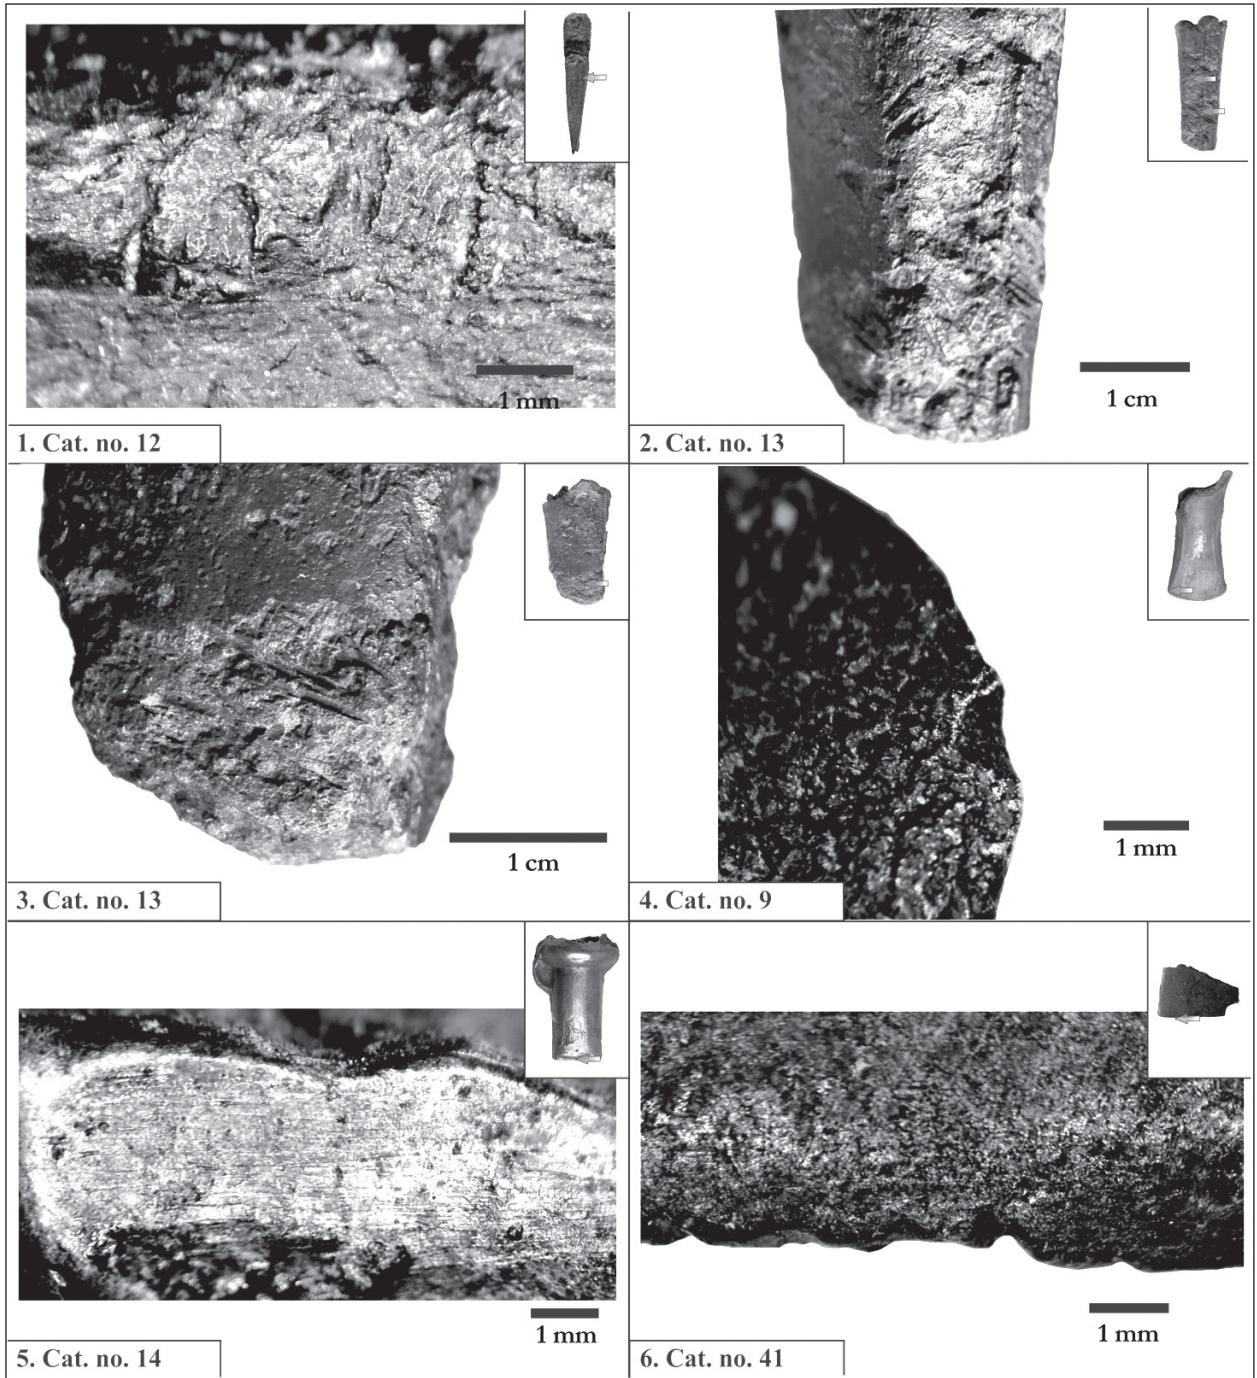 1 mm
1. Cat. no. 12
1 cm
2. Cat. no. 13
1 cm
3. Cat. no. 13
1 mm
4. Cat. no. 9
1 mm
5. Cat. no. 14
1 mm
6. Cat. no. 41